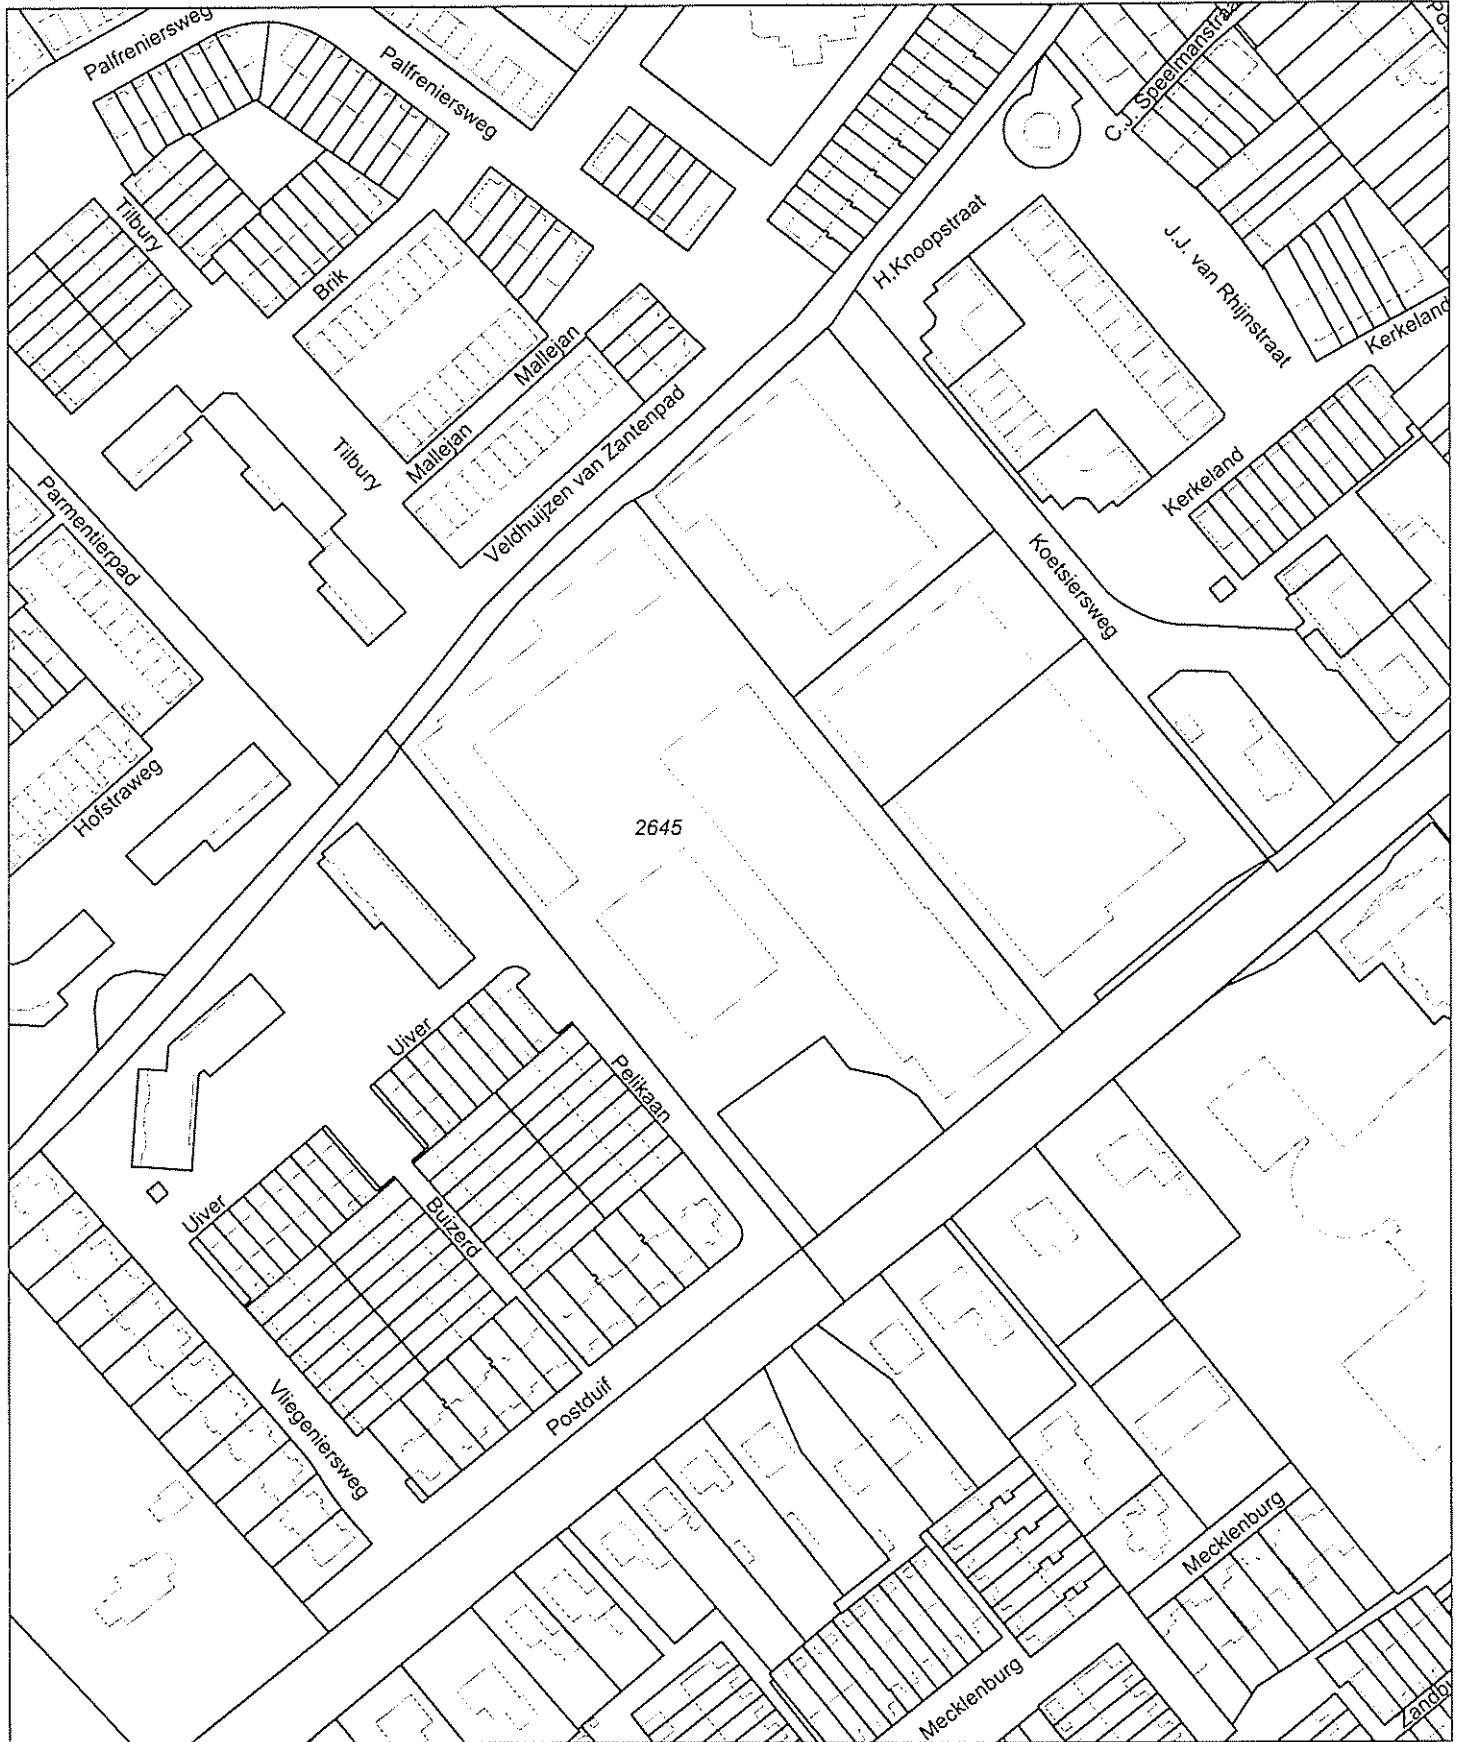 Palfreniersweg
Palfreniersweg
C.J. Speelmanstraat
Tilbury
Brik
H.Knoopstraat
J.J. van Rhijnstraat
Kerkeland
Mallejan
Mallejan
Tilbury
Veldhuijzen van Zantenpad
Kerkeland
Parmentierpad
Koetsiersweg
Hofstraweg
2645
Uiver
Pelikaan
Uiver
Buizerd
Vliegeniersweg
Postduif
Mecklenburg
Mecklenburg